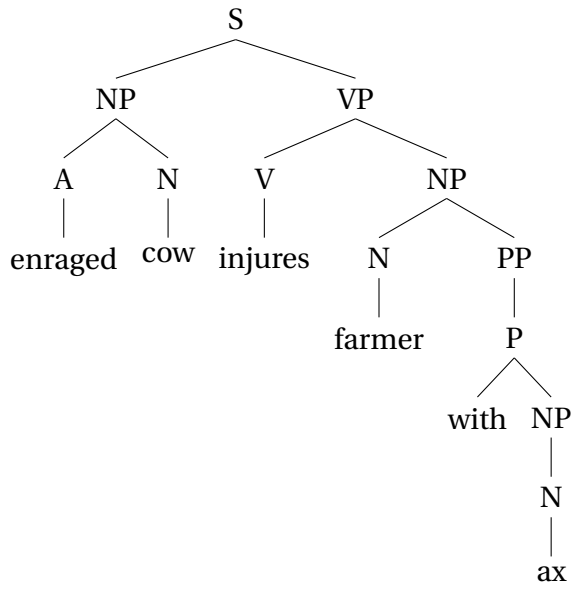 S
NP VP
A N V NP
enraged cow injures N PP
farmer P
with NP
N
ax